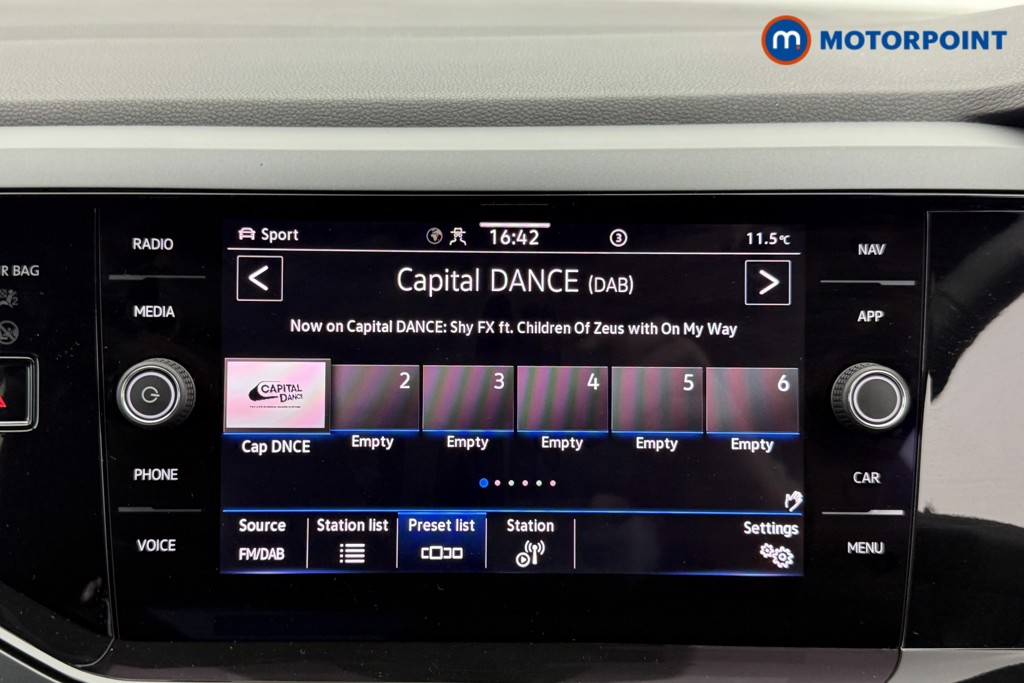 m MOTORPOINT
R BAG
RADIO
MEDIA
PHONE
VOICE
Sport
16:42
3
11.5°C
<
Capital DANCE (DAB)
>
Now on Capital DANCE: Shy FX ft. Children Of Zeus with On My Way
CAPITAL
DANCE
2
3
4
5
6
Cap DNCE
Empty
Empty
Empty
Empty
Empty
Source
FM/DAB
Station list
Preset list
Station
Settings
NAV
APP
CAR
MENU